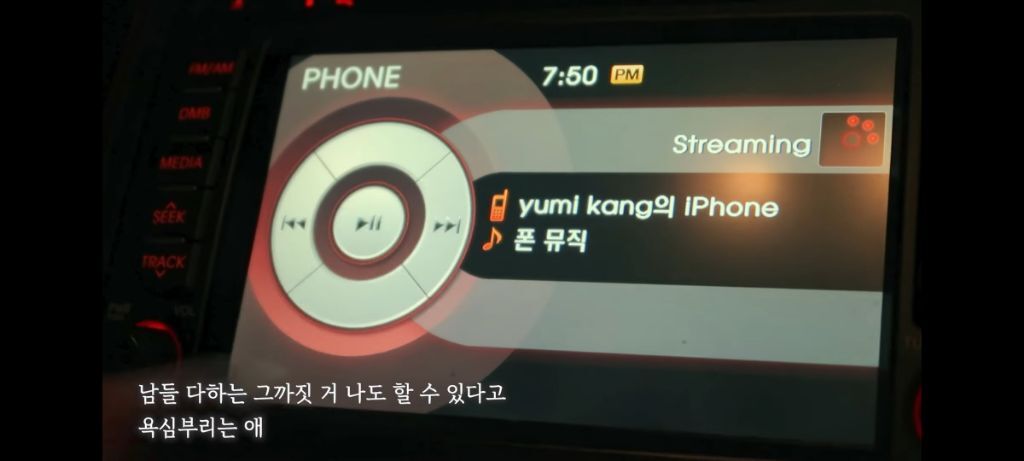 FM/AM
DMB
MEDIA
SEEK
TRACK
VOL
PHONE
7:50 PM
Streaming
yumi kang의 iPhone
폰 뮤직
남들 다하는 그까짓 거 나도 할 수 있다고
욕심부리는 애